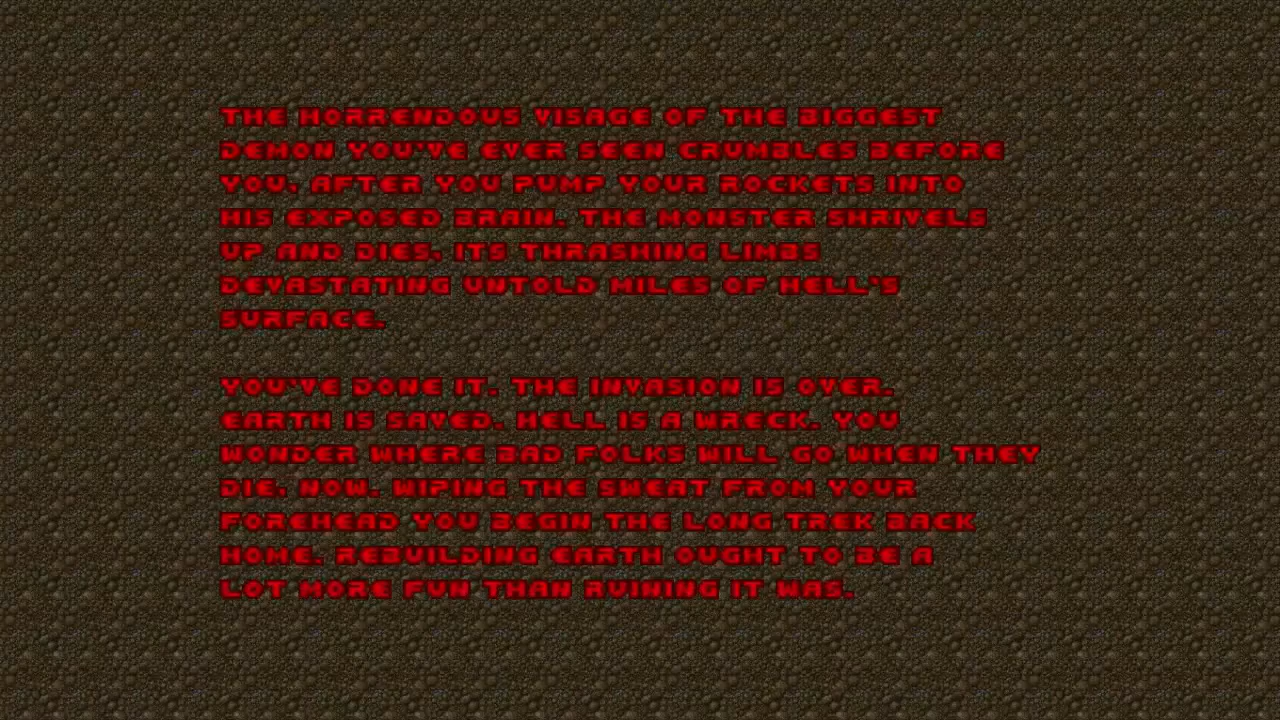 THE HORRENDOUS VISAGE OF THE BIGGEST
DEMON YOU'VE EVER SEEN CRUMBLES BEFORE
YOU, AFTER YOU PUMP YOUR ROCKETS INTO
HIS EXPOSED BRAIN. THE MONSTER SHRIVELS
UP AND DIES, ITS THRASHING LIMBS
DEVASTATING UNTOLD MILES OF HELL'S
SURFACE.
YOU'VE DONE IT. THE INVASION IS OVER.
EARTH IS SAVED. HELL IS A WRECK. YOU
WONDER WHERE BAD FOLKS WILL GO WHEN THEY
DIE, NOW. WIPING THE SWEAT FROM YOUR
FOREHEAD YOU BEGIN THE LONG TREK BACK
HOME. REBUILDING EARTH OUGHT TO BE A
LOT MORE FUN THAN RUINING IT WAS.